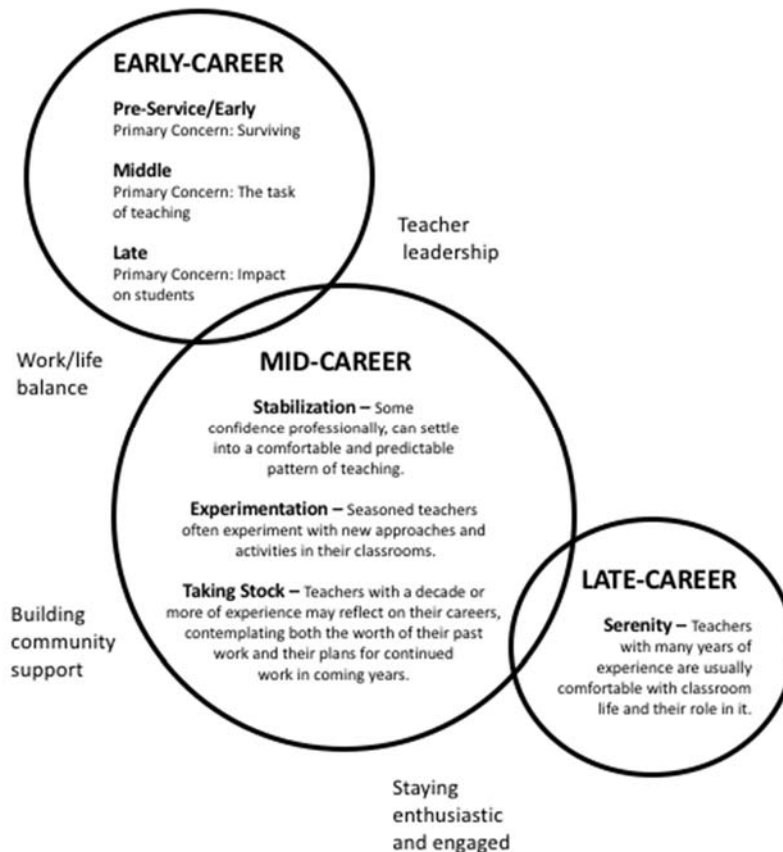 EARLY-CAREER
Pre-Service/Early
Primary Concern: Surviving
Middle
Primary Concern: The task
of teaching
Late
Primary Concern: Impact
on students
Teacher
leadership
Work/life
balance
MID-CAREER
Stabilization – Some
confidence professionally, can settle
into a comfortable and predictable
pattern of teaching.
Experimentation – Seasoned teachers
often experiment with new approaches and
activities in their classrooms.
Taking Stock – Teachers with a decade or
more of experience may reflect on their careers,
contemplating both the worth of their past
work and their plans for continued
work in coming years.
Building
community
support
LATE-CAREER
Serenity – Teachers
with many years of
experience are usually
comfortable with classroom
life and their role in it.
Staying
enthusiastic
and engaged